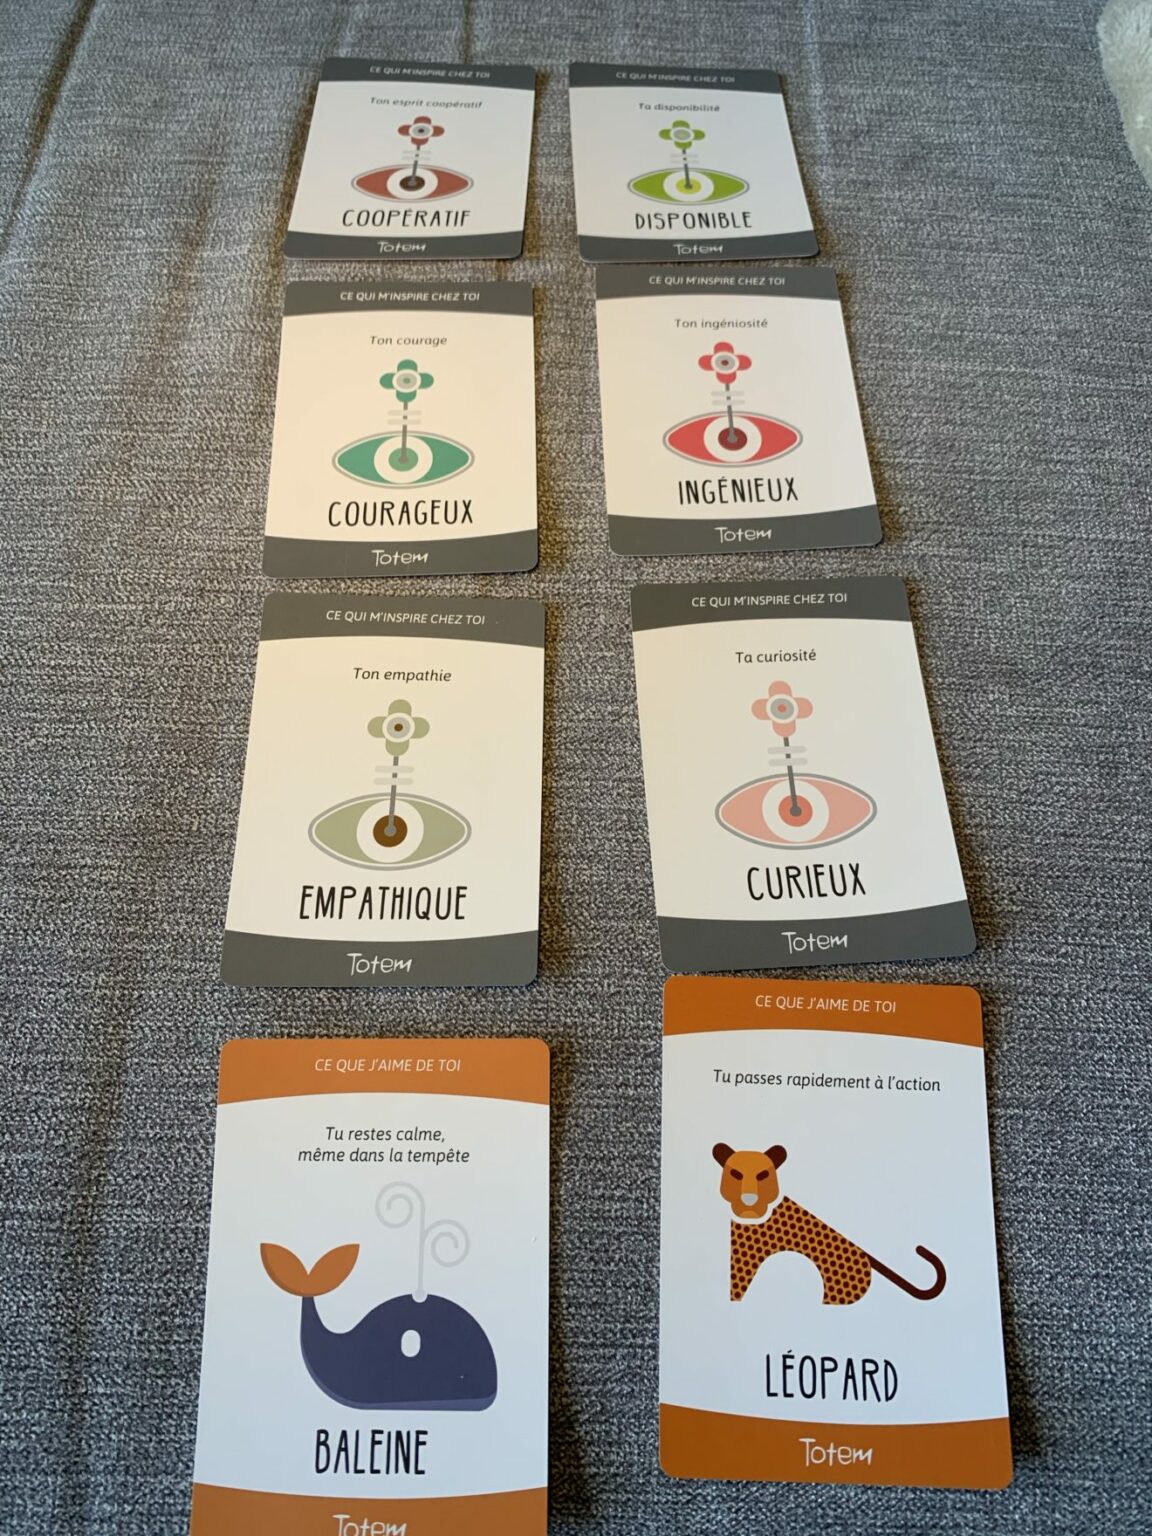 CE QUI M'INSPIRE CHEZ TOI
Ton esprit coopératif
COOPÉRATIF
Totem
CE QUI M'INSPIRE CHEZ TOI
Ta disponibilité
DISPONIBLE
Totem
CE QUI M'INSPIRE CHEZ TOI
Ton courage
COURAGEUX
Totem
CE QUI M'INSPIRE CHEZ TOI
Ton ingéniosité
INGÉNIEUX
Totem
CE QUI M'INSPIRE CHEZ TOI
Ton empathie
EMPATHIQUE
Totem
CE QUI M'INSPIRE CHEZ TOI
Ta curiosité
CURIEUX
Totem
CE QUE J'AIME DE TOI
Tu restes calme,
même dans la tempête
BALEINE
Totem
CE QUE J'AIME DE TOI
Tu passes rapidement à l'action
LÉOPARD
Totem